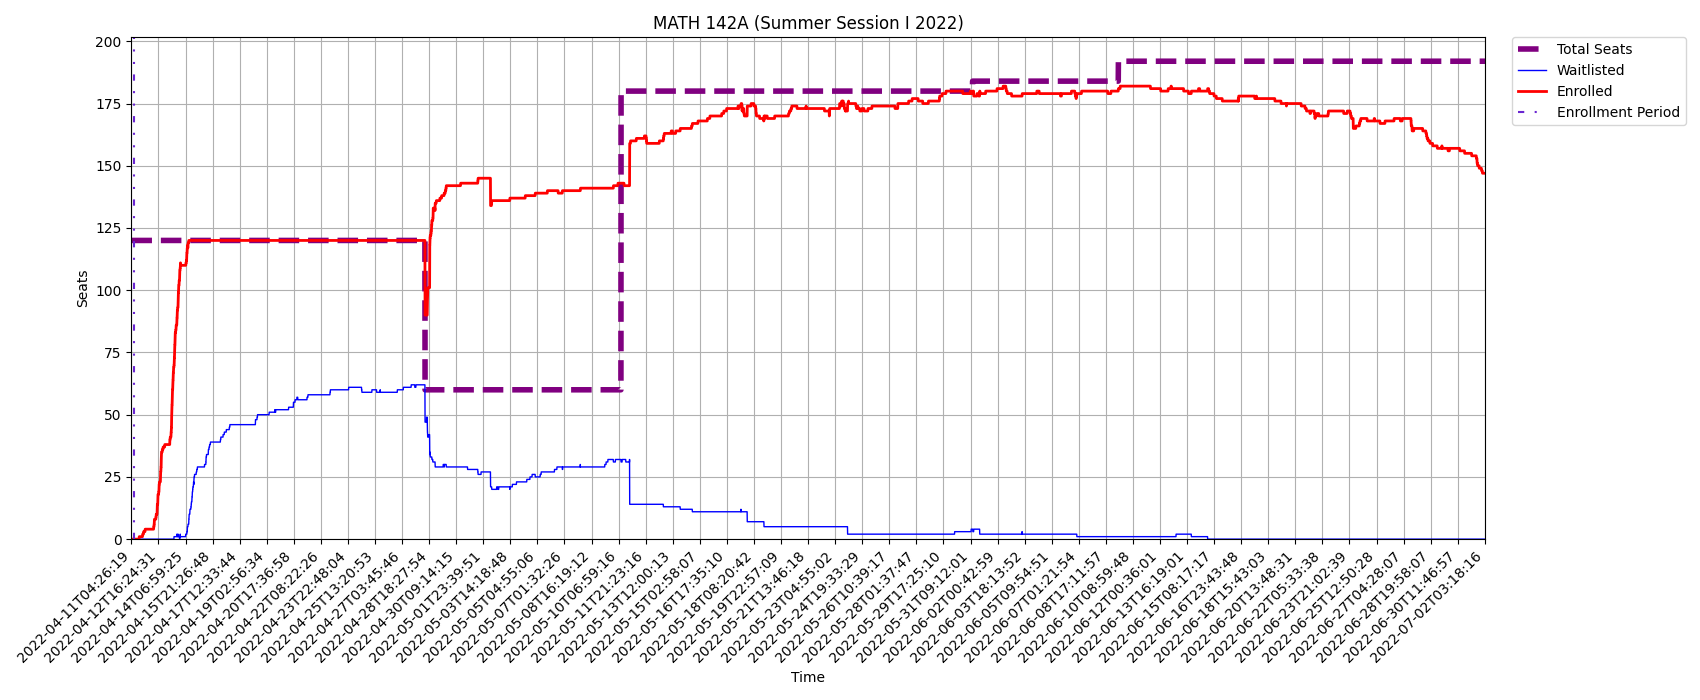 MATH 142A (Summer Session I 2022)
Total Seats
Waitlisted
Enrolled
Enrollment Period
Seats
200
175
150
125
100
75
50
25
0
2022-04-11T04:26:19
2022-04-12T16:24:31
2022-04-14T06:59:25
2022-04-15T21:26:48
2022-04-17T12:33:44
2022-04-19T02:56:34
2022-04-20T17:36:58
2022-04-22T08:22:26
2022-04-23T22:48:04
2022-04-25T13:20:53
2022-04-27T03:45:46
2022-04-28T18:27:54
2022-04-30T09:14:15
2022-05-01T23:39:51
2022-05-03T14:18:48
2022-05-05T04:55:06
2022-05-07T01:32:26
2022-05-08T16:19:12
2022-05-10T06:59:16
2022-05-11T21:23:16
2022-05-13T12:00:13
2022-05-15T02:58:07
2022-05-16T17:35:10
2022-05-18T08:20:42
2022-05-19T22:57:09
2022-05-21T13:46:18
2022-05-23T04:55:02
2022-05-24T19:33:29
2022-05-26T10:39:17
2022-05-28T01:37:47
2022-05-29T17:25:10
2022-05-31T09:12:01
2022-06-02T00:42:59
2022-06-03T18:13:52
2022-06-05T09:54:51
2022-06-07T01:21:54
2022-06-08T17:11:57
2022-06-10T08:59:48
2022-06-12T00:36:01
2022-06-13T16:19:01
2022-06-15T08:17:17
2022-06-16T23:43:48
2022-06-18T15:43:03
2022-06-20T13:48:31
2022-06-22T05:33:38
2022-06-23T21:02:39
2022-06-25T12:50:28
2022-06-27T04:28:07
2022-06-28T19:58:07
2022-06-30T11:46:57
2022-07-02T03:18:16
Time